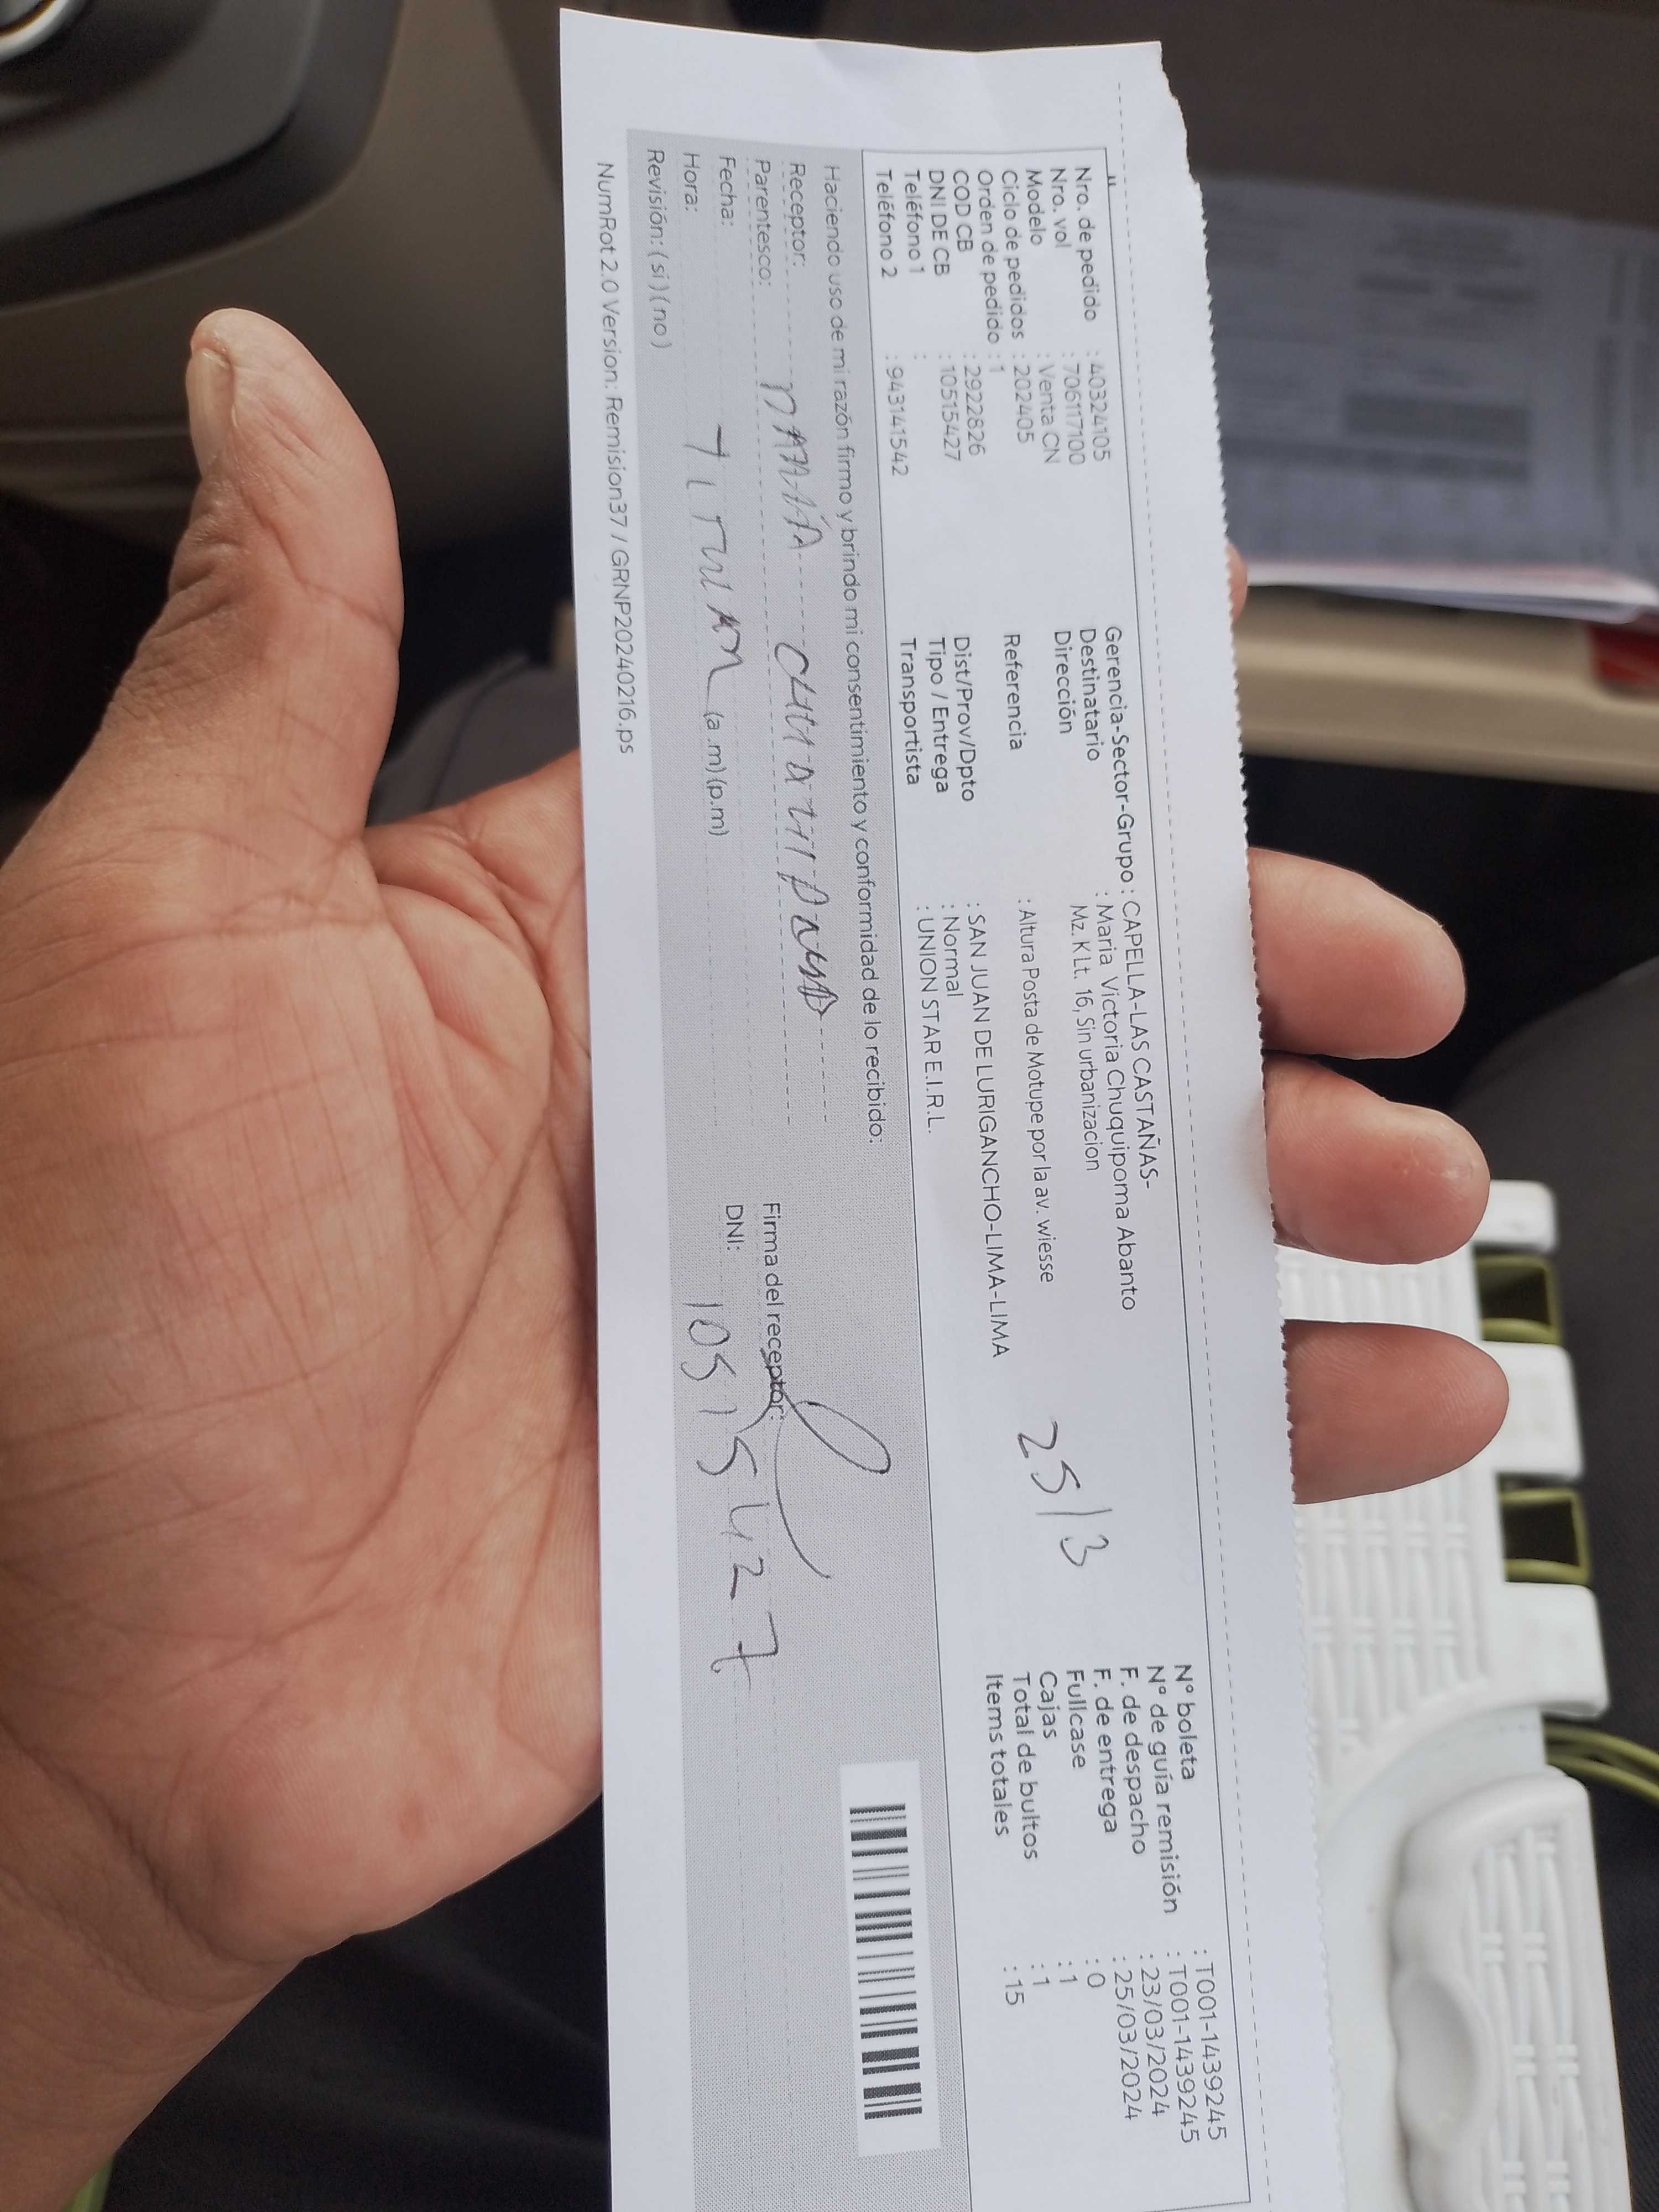 Nro. de pedido : 40324105
Nro. vol : 706117100
Modelo : Venta CN
Ciclo de pedidos : 202405
Orden de pedido : 1
COD CB : 2922826
DNI DE CB : 10515427
Teléfono 1 :
Teléfono 2 : 943141542
Gerencia-Sector-Grupo : CAPELLA-LAS CASTAÑAS-
Destinatario : Maria Victoria Chuquipoma Abanto
Dirección Mz. K Lt. 16, Sin urbanizacion
Referencia : Altura Posta de Motupe por la av. wiesse
Dist/Prov/Dpto : SAN JUAN DE LURIGANCHO-LIMA-LIMA
Tipo / Entrega : Normal
Transportista : UNION STAR E.I.R.L.
25/3
N° boleta : T001-1439245
N° de guía remisión : T001-1439245
F. de despacho : 23/03/2024
F. de entrega : 25/03/2024
Fullcase : 0
Cajas : 1
Total de bultos : 1
Items totales : 15
Haciendo uso de mi razón firmo y brindo mi consentimiento y conformidad de lo recibido:
Receptor: MARIA
Parentesco:
Fecha:
Hora: (a .m) (p.m)
Revisión: (si) (no)
Firma del receptor:
DNI: 10515427
NumRot 2.0 Version: Remision37 / GRNP20240216.ps